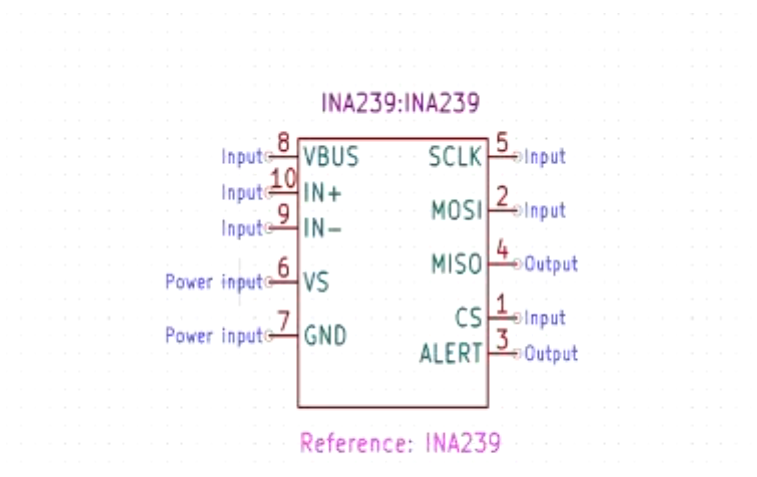 INA239:INA239
Input 8 VBUS SCLK 5 Input
Input 10 IN+
MOSI 2 Input
Input 9 IN-
MISO 4 Output
Power input 6 VS
CS 1 Input
Power input 7 GND
ALERT 3 Output
Reference: INA239